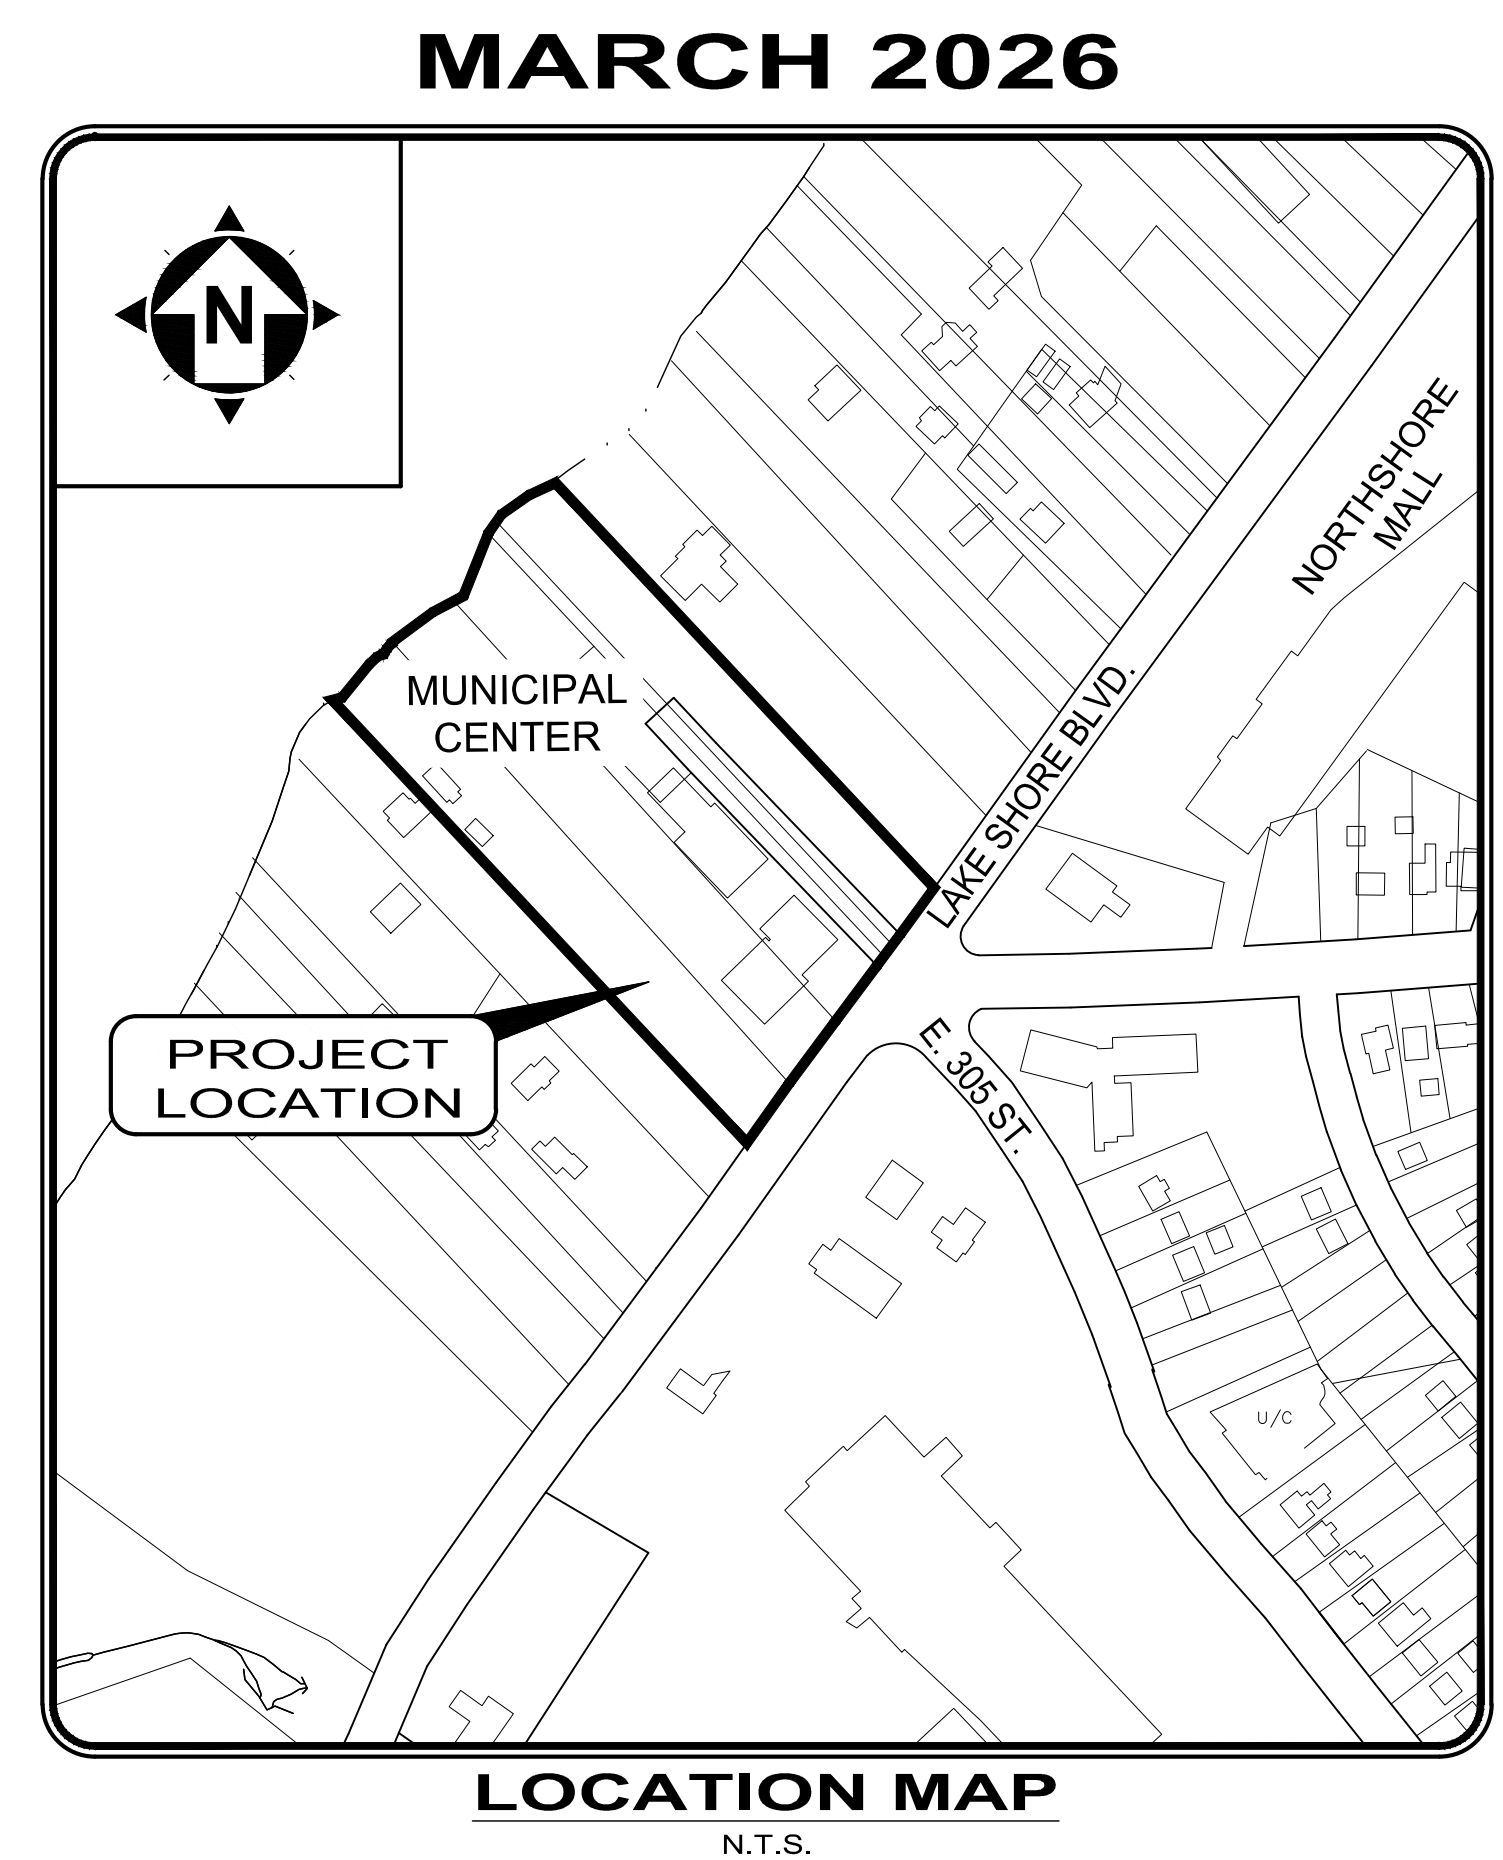 MARCH 2026
N
NORTHSHORE
MALL
MUNICIPAL
CENTER
LAKE SHORE BLVD.
PROJECT
LOCATION
E. 305 ST.
U/C
LOCATION MAP
N.T.S.